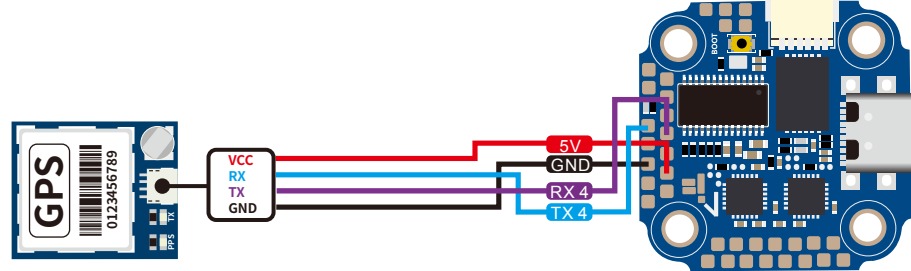 GPS
0123456789
TX
PPS
VCC
RX
TX
GND
5V
GND
RX 4
TX 4
BOOT